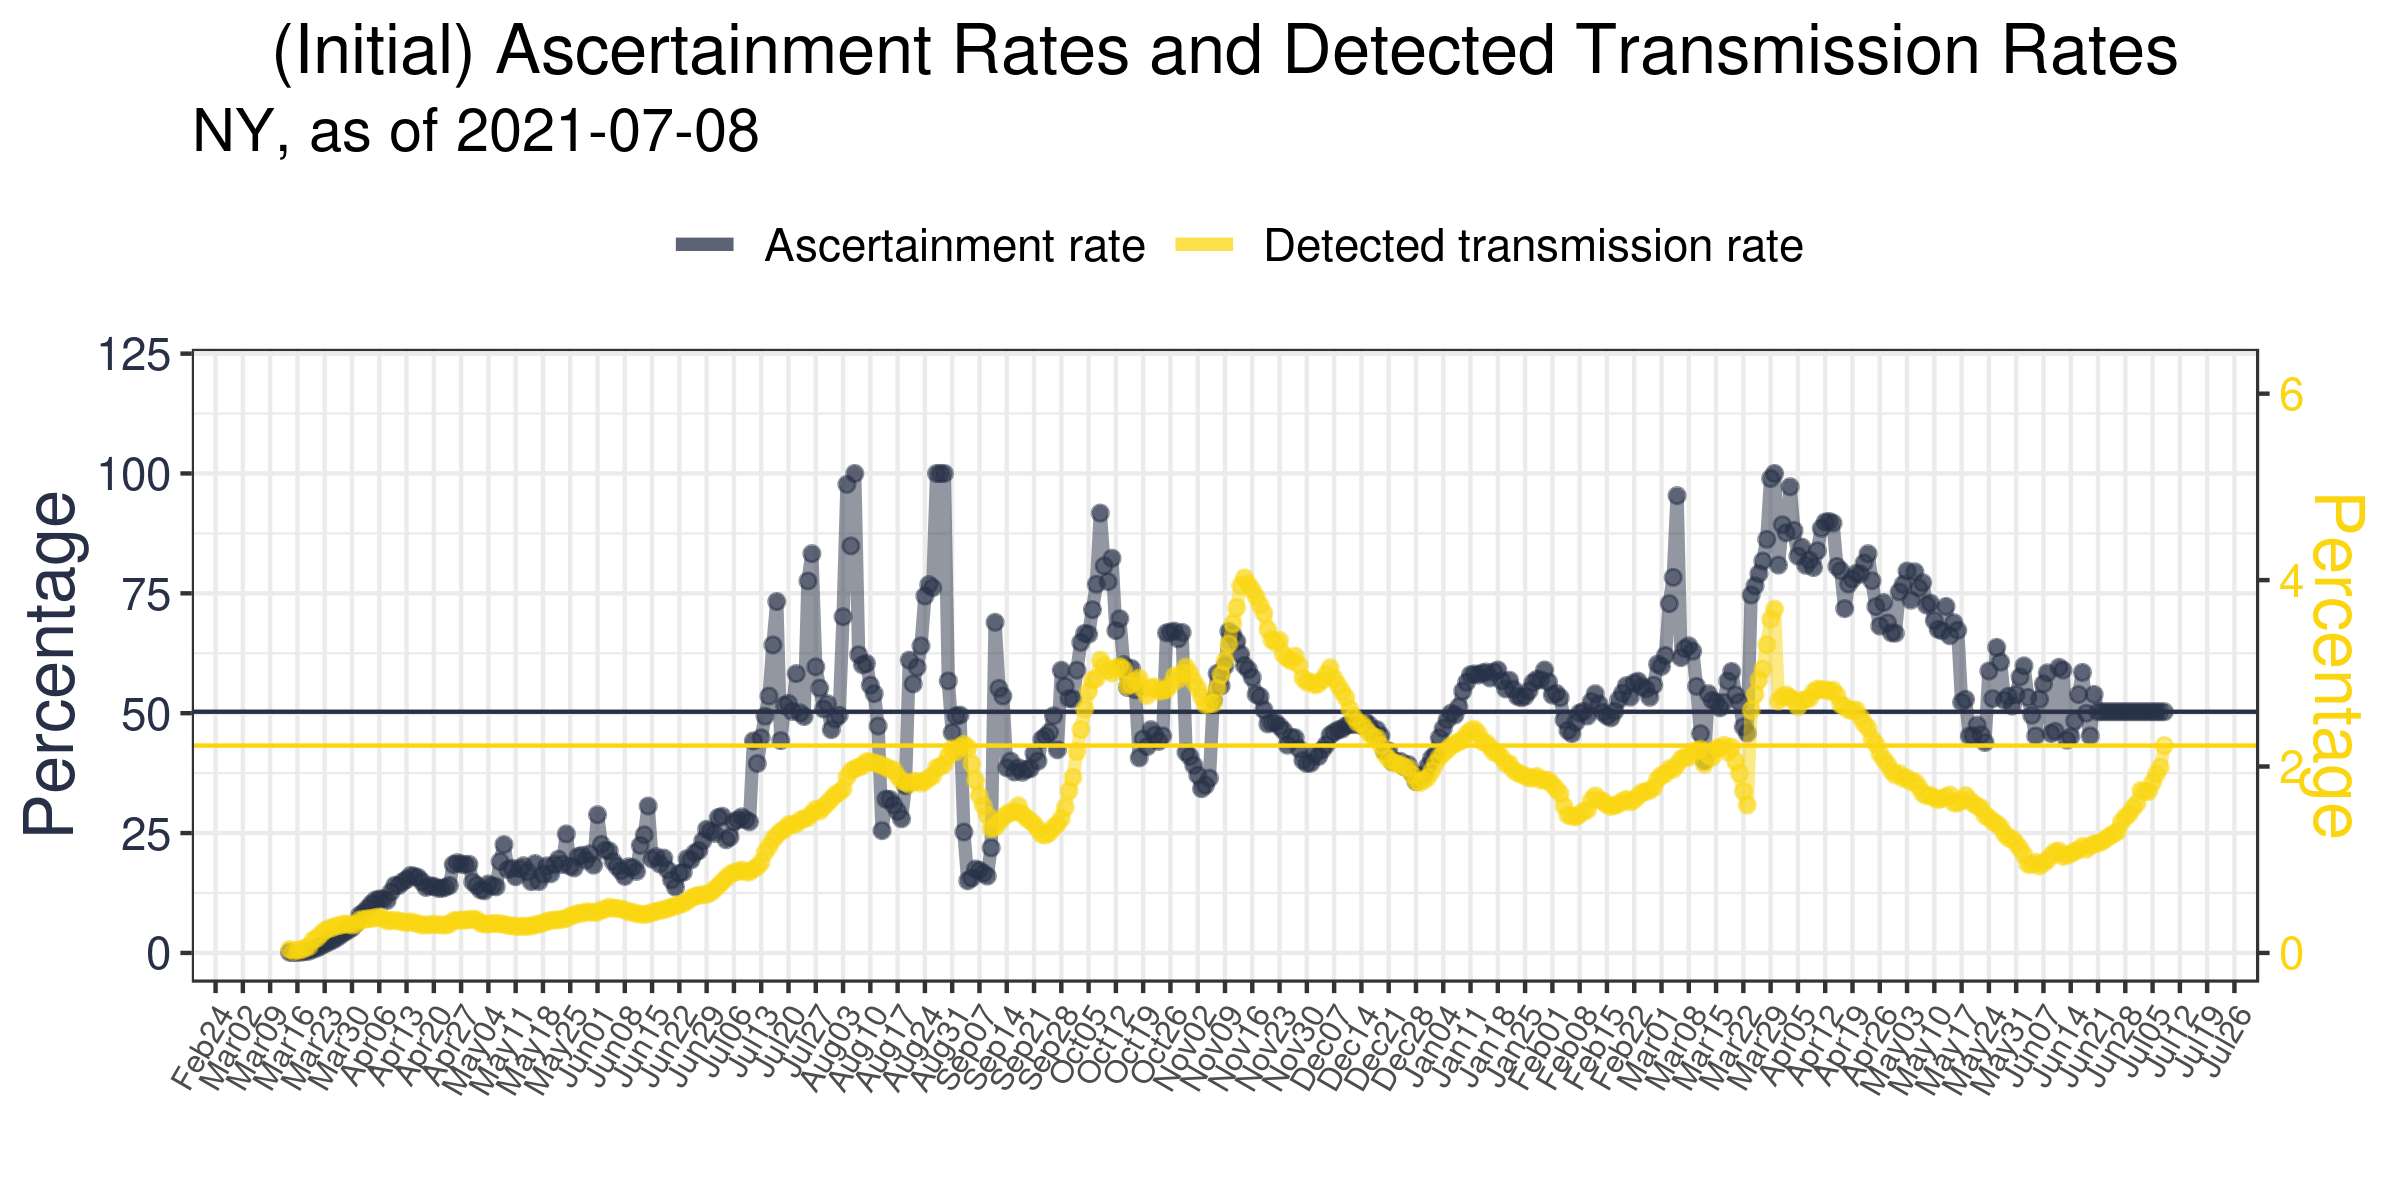 (Initial) Ascertainment Rates and Detected Transmission Rates
NY, as of 2021-07-08
Ascertainment rate
Detected transmission rate
125
100
75
50
25
0
Percentage
6
4
2
0
Percentage
Feb24
Mar02
Mar09
Mar16
Mar23
Mar30
Apr06
Apr13
Apr20
Apr27
May04
May11
May18
May25
Jun01
Jun08
Jun15
Jun22
Jun29
Jul06
Jul13
Jul20
Jul27
Aug03
Aug10
Aug17
Aug24
Aug31
Sep07
Sep14
Sep21
Sep28
Oct05
Oct12
Oct19
Oct26
Nov02
Nov09
Nov16
Nov23
Nov30
Dec07
Dec14
Dec21
Dec28
Jan04
Jan11
Jan18
Jan25
Feb01
Feb08
Feb15
Feb22
Mar01
Mar08
Mar15
Mar22
Mar29
Apr05
Apr12
Apr19
Apr26
May03
May10
May17
May24
May31
Jun07
Jun14
Jun21
Jun28
Jul05
Jul12
Jul19
Jul26